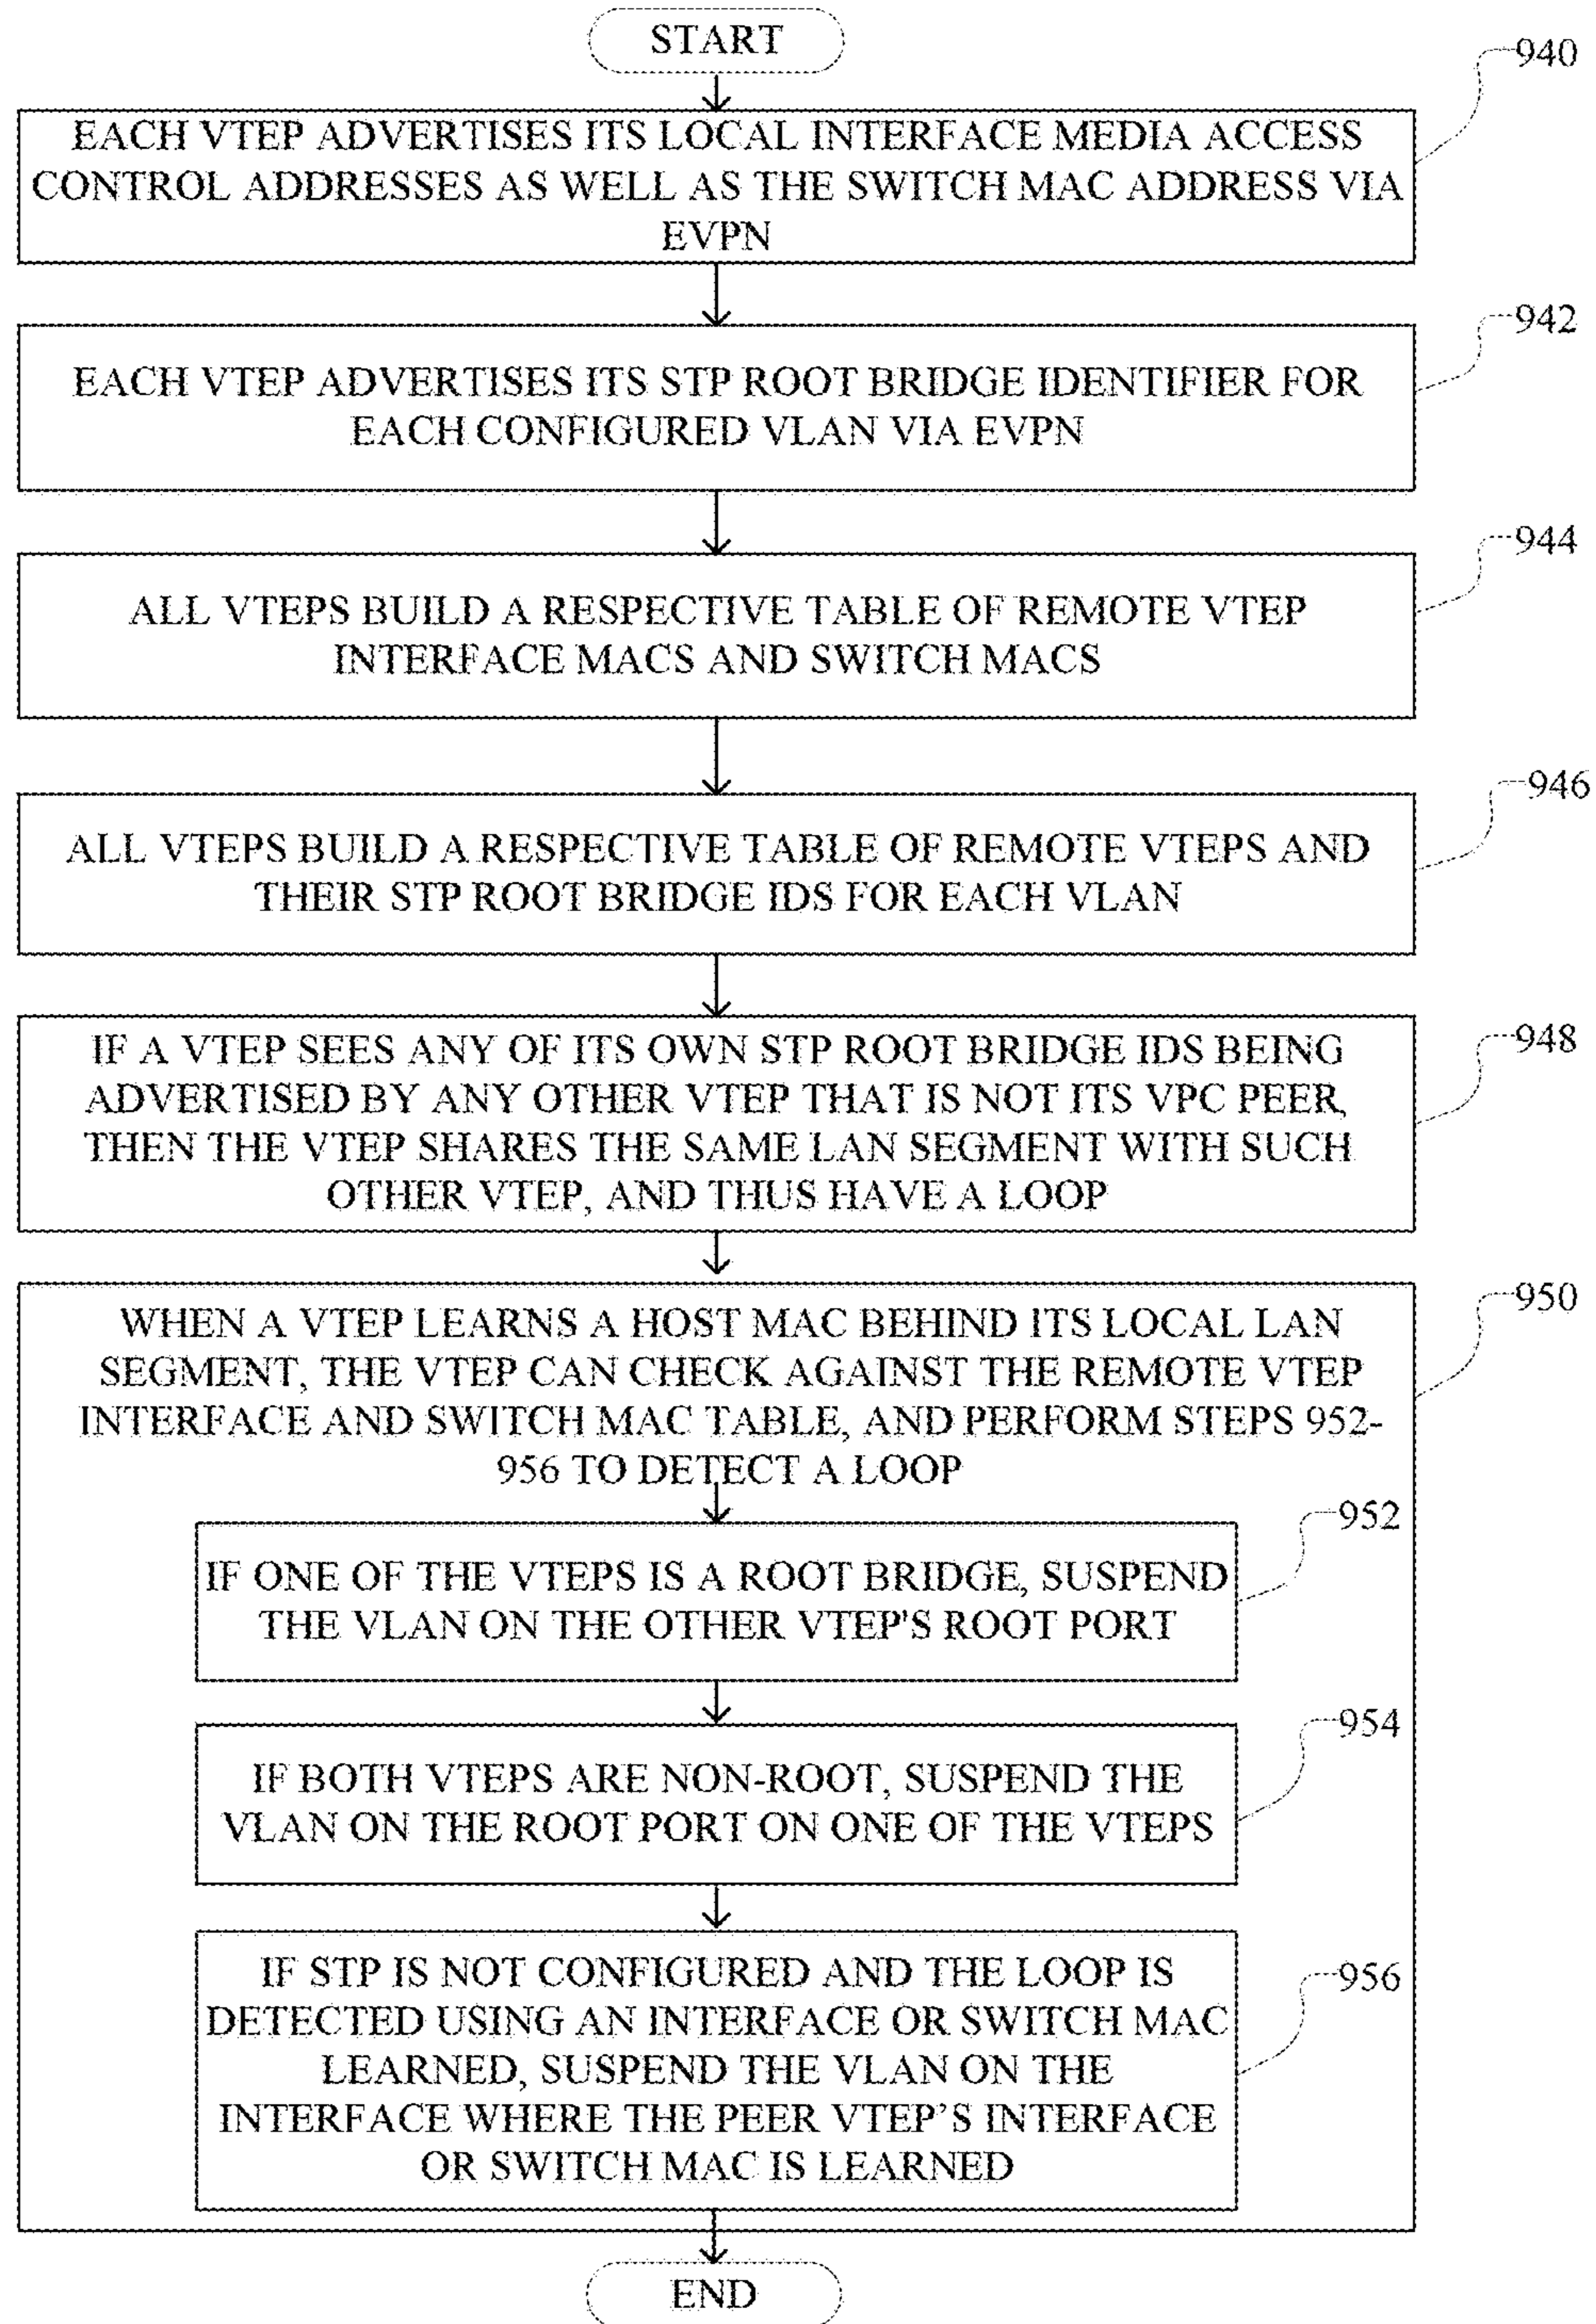 START
940
EACH VTEP ADVERTISES ITS LOCAL INTERFACE MEDIA ACCESS
CONTROL ADDRESSES AS WELL AS THE SWITCH MAC ADDRESS VIA
EVPN
942
EACH VTEP ADVERTISES ITS STP ROOT BRIDGE IDENTIFIER FOR
EACH CONFIGURED VLAN VIA EVPN
944
ALL VTEPS BUILD A RESPECTIVE TABLE OF REMOTE VTEP
INTERFACE MACS AND SWITCH MACS
946
ALL VTEPS BUILD A RESPECTIVE TABLE OF REMOTE VTEPS AND
THEIR STP ROOT BRIDGE IDS FOR EACH VLAN
948
IF A VTEP SEES ANY OF ITS OWN STP ROOT BRIDGE IDS BEING
ADVERTISED BY ANY OTHER VTEP THAT IS NOT ITS VPC PEER,
THEN THE VTEP SHARES THE SAME LAN SEGMENT WITH SUCH
OTHER VTEP, AND THUS HAVE A LOOP
950
WHEN A VTEP LEARNS A HOST MAC BEHIND ITS LOCAL LAN
SEGMENT, THE VTEP CAN CHECK AGAINST THE REMOTE VTEP
INTERFACE AND SWITCH MAC TABLE, AND PERFORM STEPS 952-
956 TO DETECT A LOOP
952
IF ONE OF THE VTEPS IS A ROOT BRIDGE, SUSPEND
THE VLAN ON THE OTHER VTEP'S ROOT PORT
954
IF BOTH VTEPS ARE NON-ROOT, SUSPEND THE
VLAN ON THE ROOT PORT ON ONE OF THE VTEPS
956
IF STP IS NOT CONFIGURED AND THE LOOP IS
DETECTED USING AN INTERFACE OR SWITCH MAC
LEARNED, SUSPEND THE VLAN ON THE
INTERFACE WHERE THE PEER VTEP’S INTERFACE
OR SWITCH MAC IS LEARNED
END